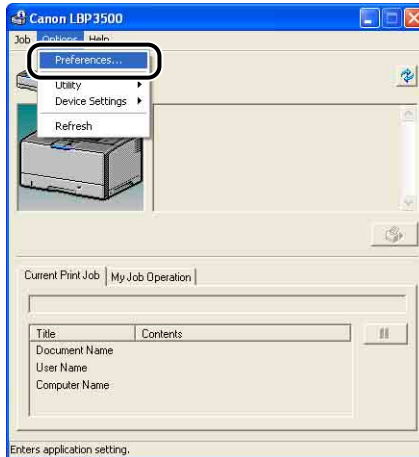 Canon LBP3500
Job Options Help
Preferences...
Utility
Device Settings
Refresh
Current Print Job My Job Operation
Title Contents
Document Name
User Name
Computer Name
Enters application setting.